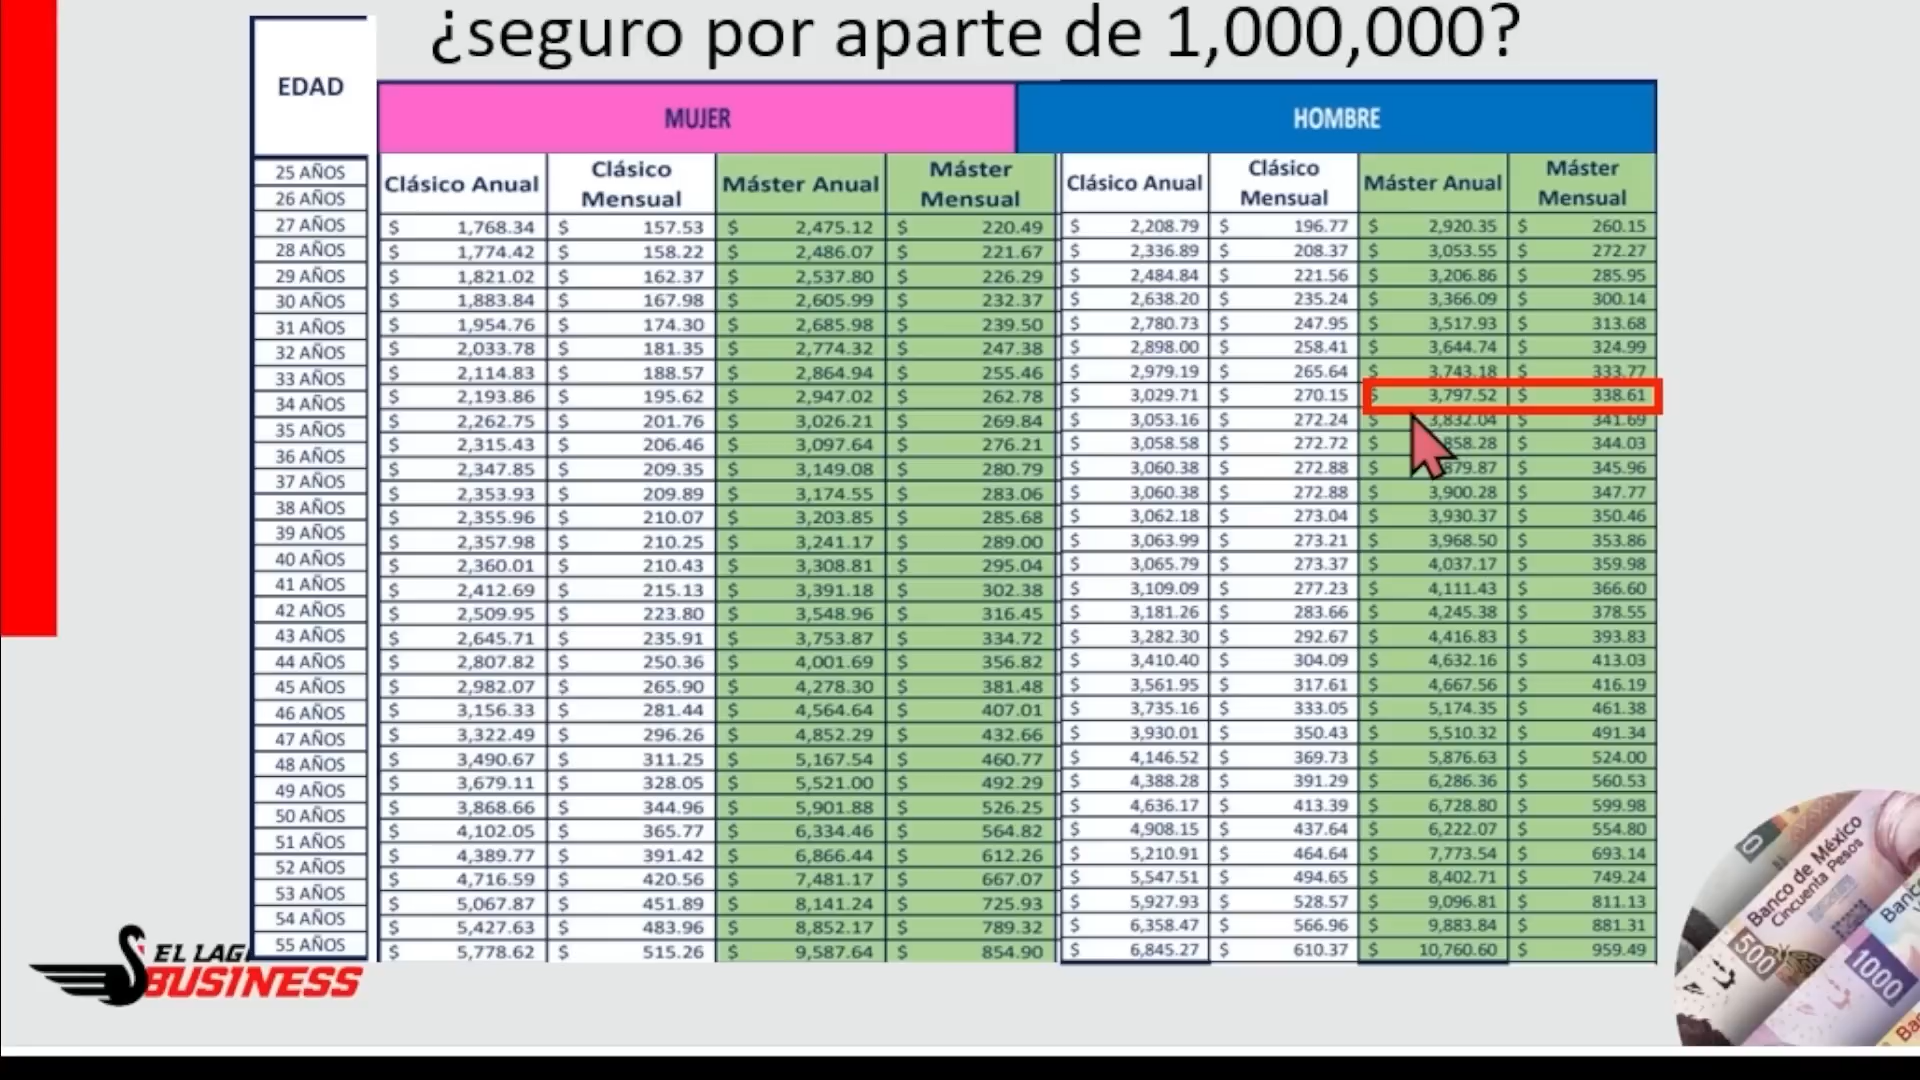 ¿seguro por aparte de 1,000,000?
EDAD MUJER HOMBRE
Clásico Anual Clásico Mensual Máster Anual Máster Mensual Clásico Anual Clásico Mensual Máster Anual Máster Mensual
25 AÑOS
26 AÑOS
27 AÑOS $ 1,768.34 $ 157.53 $ 2,475.12 $ 220.49 $ 2,208.79 $ 196.77 $ 2,920.35 $ 260.15
28 AÑOS $ 1,774.42 $ 158.22 $ 2,486.07 $ 221.67 $ 2,336.89 $ 208.37 $ 3,053.55 $ 272.27
29 AÑOS $ 1,821.02 $ 162.37 $ 2,537.80 $ 226.29 $ 2,484.84 $ 221.56 $ 3,206.86 $ 285.95
30 AÑOS $ 1,883.84 $ 167.98 $ 2,605.99 $ 232.37 $ 2,638.20 $ 235.24 $ 3,366.09 $ 300.14
31 AÑOS $ 1,954.76 $ 174.30 $ 2,685.98 $ 239.50 $ 2,780.73 $ 247.95 $ 3,517.93 $ 313.68
32 AÑOS $ 2,033.78 $ 181.35 $ 2,774.32 $ 247.38 $ 2,898.00 $ 258.41 $ 3,644.74 $ 324.99
33 AÑOS $ 2,114.83 $ 188.57 $ 2,864.94 $ 255.46 $ 2,979.19 $ 265.64 $ 3,743.18 $ 333.77
34 AÑOS $ 2,193.86 $ 195.62 $ 2,947.02 $ 262.78 $ 3,029.71 $ 270.15 $ 3,797.52 $ 338.61
35 AÑOS $ 2,262.75 $ 201.76 $ 3,026.21 $ 269.84 $ 3,053.16 $ 272.24 $ 3,832.04 $ 341.69
36 AÑOS $ 2,315.43 $ 206.46 $ 3,097.64 $ 276.21 $ 3,058.58 $ 272.72 $ 858.28 $ 344.03
37 AÑOS $ 2,347.85 $ 209.35 $ 3,149.08 $ 280.79 $ 3,060.38 $ 272.88 $ 879.87 $ 345.96
38 AÑOS $ 2,353.93 $ 209.89 $ 3,174.55 $ 283.06 $ 3,060.38 $ 272.88 $ 3,900.28 $ 347.77
39 AÑOS $ 2,355.96 $ 210.07 $ 3,203.85 $ 285.68 $ 3,062.18 $ 273.04 $ 3,930.37 $ 350.46
40 AÑOS $ 2,357.98 $ 210.25 $ 3,241.17 $ 289.00 $ 3,063.99 $ 273.21 $ 3,968.50 $ 353.86
41 AÑOS $ 2,360.01 $ 210.43 $ 3,308.81 $ 295.04 $ 3,065.79 $ 273.37 $ 4,037.17 $ 359.98
42 AÑOS $ 2,412.69 $ 215.13 $ 3,391.18 $ 302.38 $ 3,109.09 $ 277.23 $ 4,111.43 $ 366.60
43 AÑOS $ 2,509.95 $ 223.80 $ 3,548.96 $ 316.45 $ 3,181.26 $ 283.66 $ 4,245.38 $ 378.55
44 AÑOS $ 2,645.71 $ 235.91 $ 3,753.87 $ 334.72 $ 3,282.30 $ 292.67 $ 4,416.83 $ 393.83
45 AÑOS $ 2,807.82 $ 250.36 $ 4,001.69 $ 356.82 $ 3,410.40 $ 304.09 $ 4,632.16 $ 413.03
46 AÑOS $ 2,982.07 $ 265.90 $ 4,278.30 $ 381.48 $ 3,561.95 $ 317.61 $ 4,667.56 $ 416.19
47 AÑOS $ 3,156.33 $ 281.44 $ 4,564.64 $ 407.01 $ 3,735.16 $ 333.05 $ 5,174.35 $ 461.38
48 AÑOS $ 3,322.49 $ 296.26 $ 4,852.29 $ 432.66 $ 3,930.01 $ 350.43 $ 5,510.32 $ 491.34
49 AÑOS $ 3,490.67 $ 311.25 $ 5,167.54 $ 460.77 $ 4,146.52 $ 369.73 $ 5,876.63 $ 524.00
50 AÑOS $ 3,679.11 $ 328.05 $ 5,521.00 $ 492.29 $ 4,388.28 $ 391.29 $ 6,286.36 $ 560.53
51 AÑOS $ 3,868.66 $ 344.96 $ 5,901.88 $ 526.25 $ 4,636.17 $ 413.39 $ 6,728.80 $ 599.98
52 AÑOS $ 4,102.05 $ 365.77 $ 6,334.46 $ 564.82 $ 4,908.15 $ 437.64 $ 6,222.07 $ 554.80
53 AÑOS $ 4,389.77 $ 391.42 $ 6,866.44 $ 612.26 $ 5,210.91 $ 464.64 $ 7,773.54 $ 693.14
54 AÑOS $ 4,716.59 $ 420.56 $ 7,481.17 $ 667.07 $ 5,547.51 $ 494.65 $ 8,402.71 $ 749.24
55 AÑOS $ 5,067.87 $ 451.89 $ 8,141.24 $ 725.93 $ 5,927.93 $ 528.57 $ 9,096.81 $ 811.13
$ 5,427.63 $ 483.96 $ 8,852.17 $ 789.32 $ 6,358.47 $ 566.96 $ 9,883.84 $ 881.31
$ 5,778.62 $ 515.26 $ 9,587.64 $ 854.90 $ 6,845.27 $ 610.37 $ 10,760.60 $ 959.49
EL LAG
BUSINESS
Banco de México
Cincuenta Pesos
500
1000